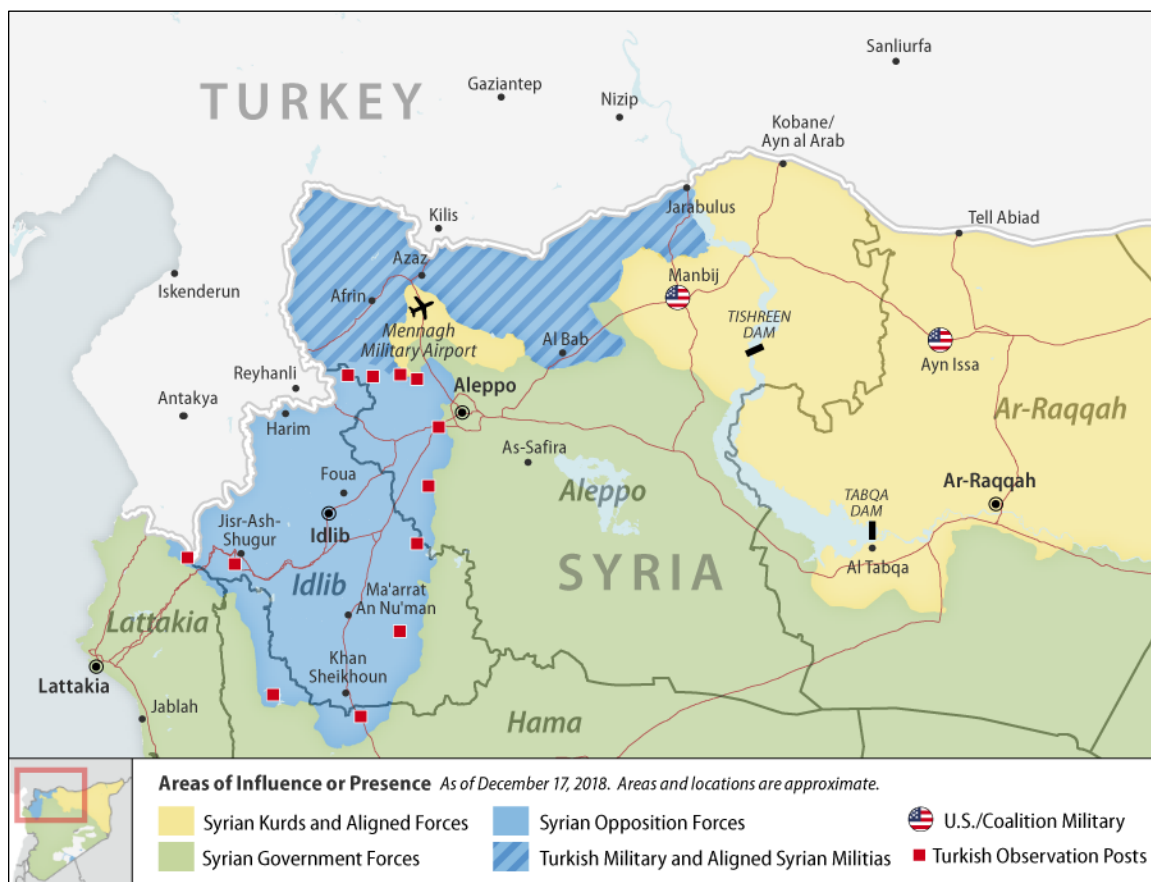 Sanliurfa
Gaziantep
TURKEY
Nizip
Kobane/
Ayn al Arab
Kilis
Jarabulus
Tell Abiad
Azaz
Iskenderun
Afrin
Manbij
Mennagh
Military Airport
TISHREEN
DAM
Al Bab
Ayn Issa
Reyhanli
Aleppo
Antakya
Harim
Ar-Raqqah
As-Safira
Foua
Aleppo
Ar-Raqqah
TABQA
DAM
Idlib
Jisr-Ash-
Shugur
SYRIA
Al Tabqa
Idlib
Ma'arrat
An Nu'man
Lattakia
Khan
Sheikhoun
Lattakia
Jablah
Hama
Areas of Influence or Presence As of December 17, 2018. Areas and locations are approximate.
Syrian Kurds and Aligned Forces
Syrian Opposition Forces
U.S./Coalition Military
Syrian Government Forces
Turkish Military and Aligned Syrian Militias
Turkish Observation Posts